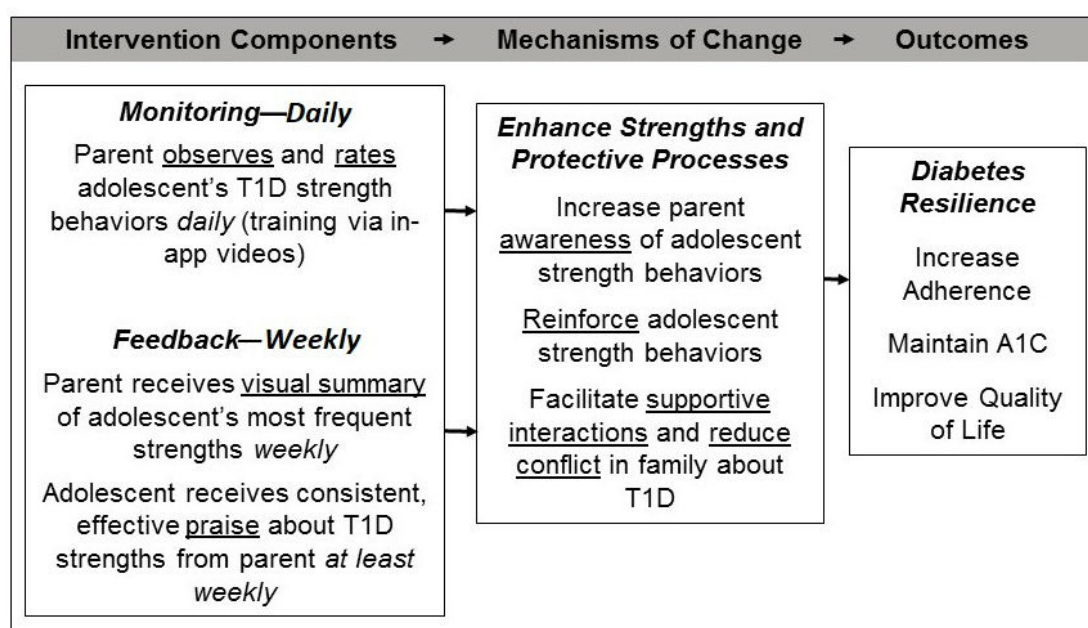 Intervention Components → Mechanisms of Change → Outcomes
Monitoring—Daily
Parent observes and rates
adolescent's T1D strength
behaviors daily (training via in-
app videos)
Feedback—Weekly
Parent receives visual summary
of adolescent's most frequent
strengths weekly
Adolescent receives consistent,
effective praise about T1D
strengths from parent at least
weekly
Enhance Strengths and
Protective Processes
Increase parent
awareness of adolescent
strength behaviors
Reinforce adolescent
strength behaviors
Facilitate supportive
interactions and reduce
conflict in family about
T1D
Diabetes
Resilience
Increase
Adherence
Maintain A1C
Improve Quality
of Life